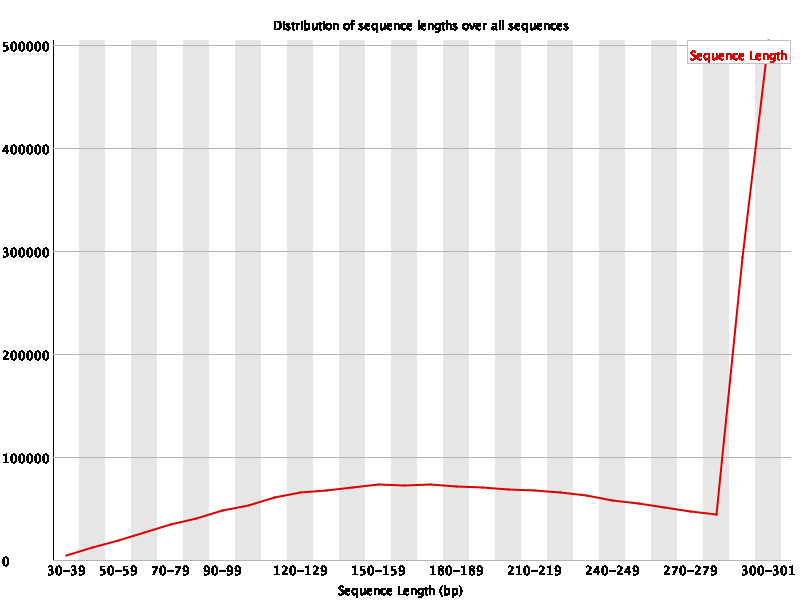 Distribution of sequence lengths over all sequences
Sequence Length
500000
400000
300000
200000
100000
0
30-39 50-59 70-79 90-99 120-129 150-159 180-189 210-219 240-249 270-279 300-301
Sequence Length (bp)